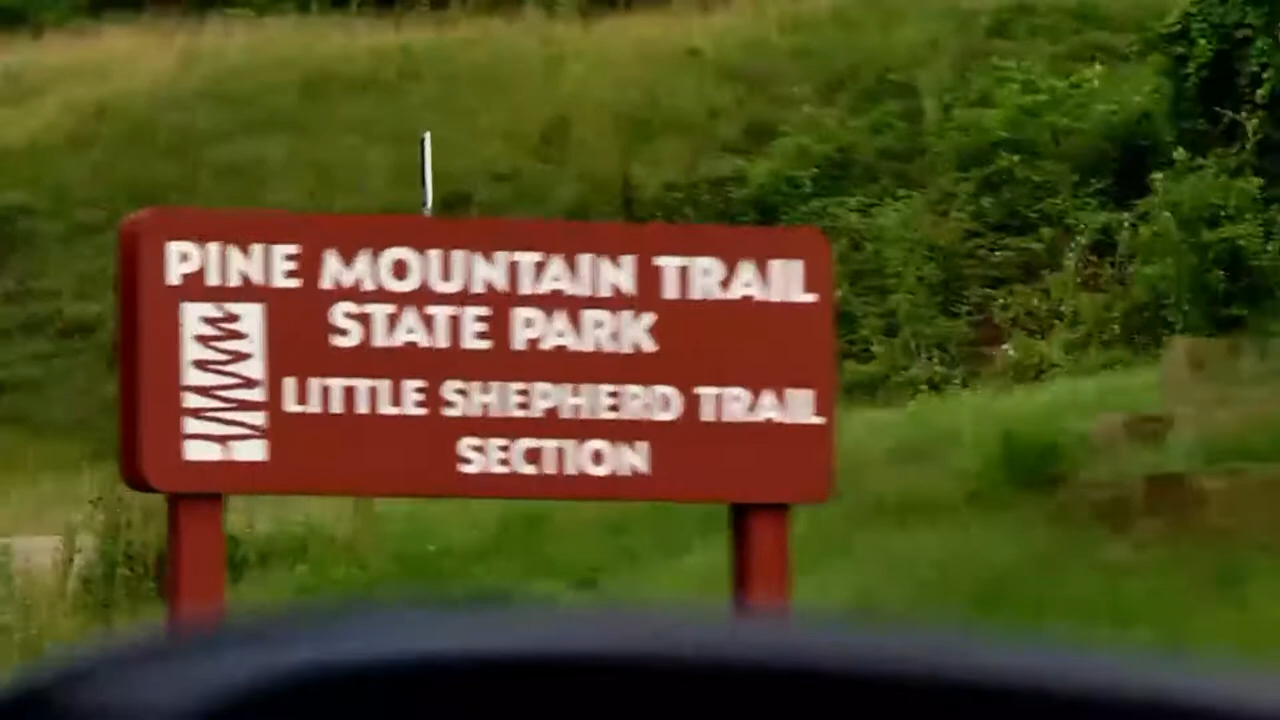 PINE MOUNTAIN TRAIL
STATE PARK
LITTLE SHEPHERD TRAIL
SECTION